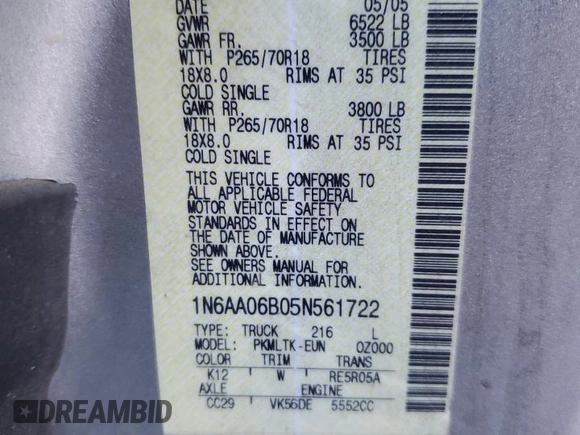 DATE 05/05
GVWR 6522 LB
GAWR FR. 3500 LB
WITH P265/70R18 TIRES
18X8.0 RIMS AT 35 PSI
COLD SINGLE
GAWR RR. 3800 LB
WITH P265/70R18 TIRES
18X8.0 RIMS AT 35 PSI
COLD SINGLE
THIS VEHICLE CONFORMS TO
ALL APPLICABLE FEDERAL
MOTOR VEHICLE SAFETY
STANDARDS IN EFFECT ON
THE DATE OF MANUFACTURE
SHOWN ABOVE.
SEE OWNERS MANUAL FOR
ADDITIONAL INFORMATION.
1N6AA06B05N561722
TYPE: TRUCK 216 L
MODEL: PKMLTK-EUN 0Z000
COLOR TRIM TRANS
K12 W RE5R05A
AXLE ENGINE
CC29 VK56DE 5552CC
CAROUTCOME